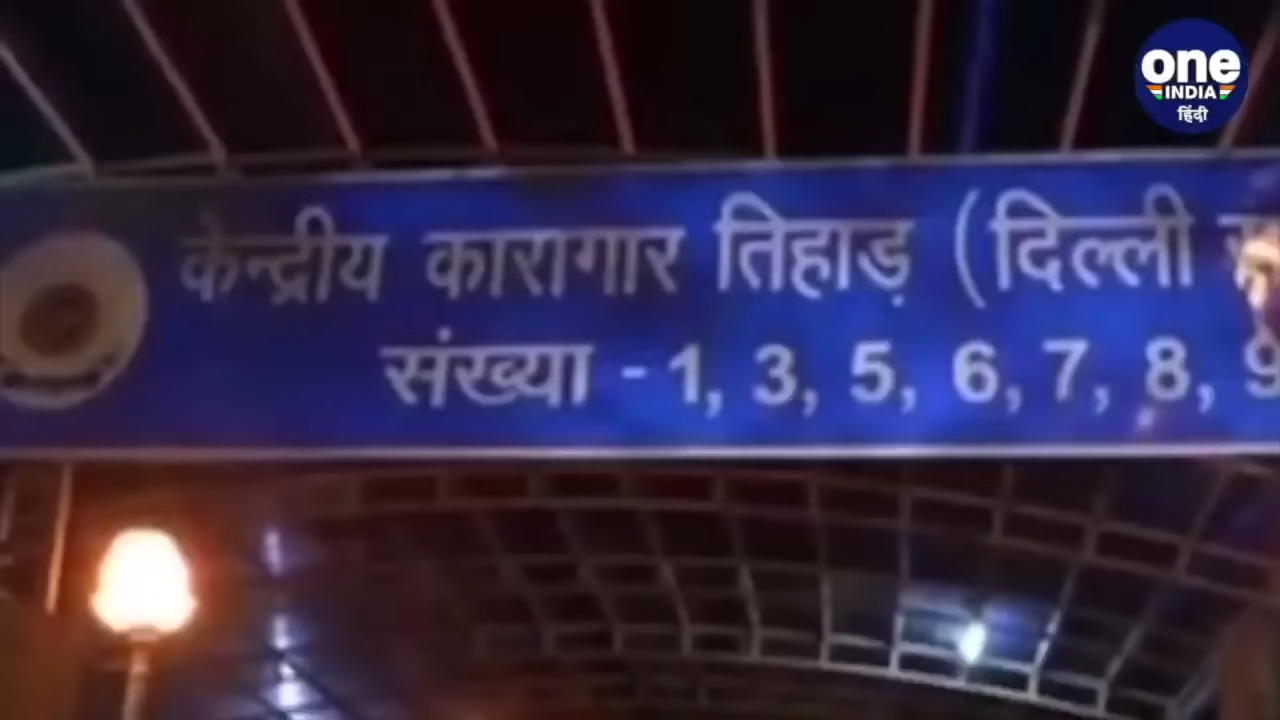 one
INDIA
हिंदी
केन्द्रीय कारागार तिहाड़ (दिल्ली
संख्या - 1, 3, 5, 6, 7, 8, 9